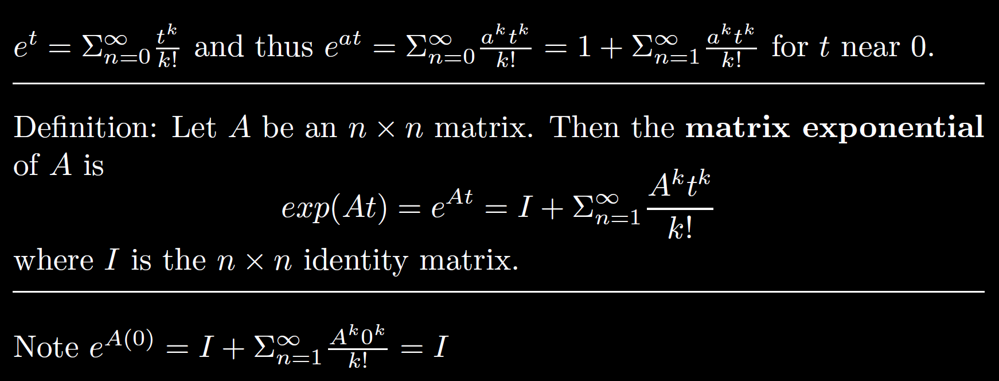 $e^t = \Sigma_{n=0}^{\infty} \frac{t^k}{k!}$ and thus $e^{at} = \Sigma_{n=0}^{\infty} \frac{a^k t^k}{k!} = 1 + \Sigma_{n=1}^{\infty} \frac{a^k t^k}{k!}$ for $t$ near 0.
Definition: Let $A$ be an $n \times n$ matrix. Then the matrix exponential
of $A$ is
$exp(At) = e^{At} = I + \Sigma_{n=1}^{\infty} \frac{A^k t^k}{k!}$
where $I$ is the $n \times n$ identity matrix.
Note $e^{A(0)} = I + \Sigma_{n=1}^{\infty} \frac{A^k 0^k}{k!} = I$